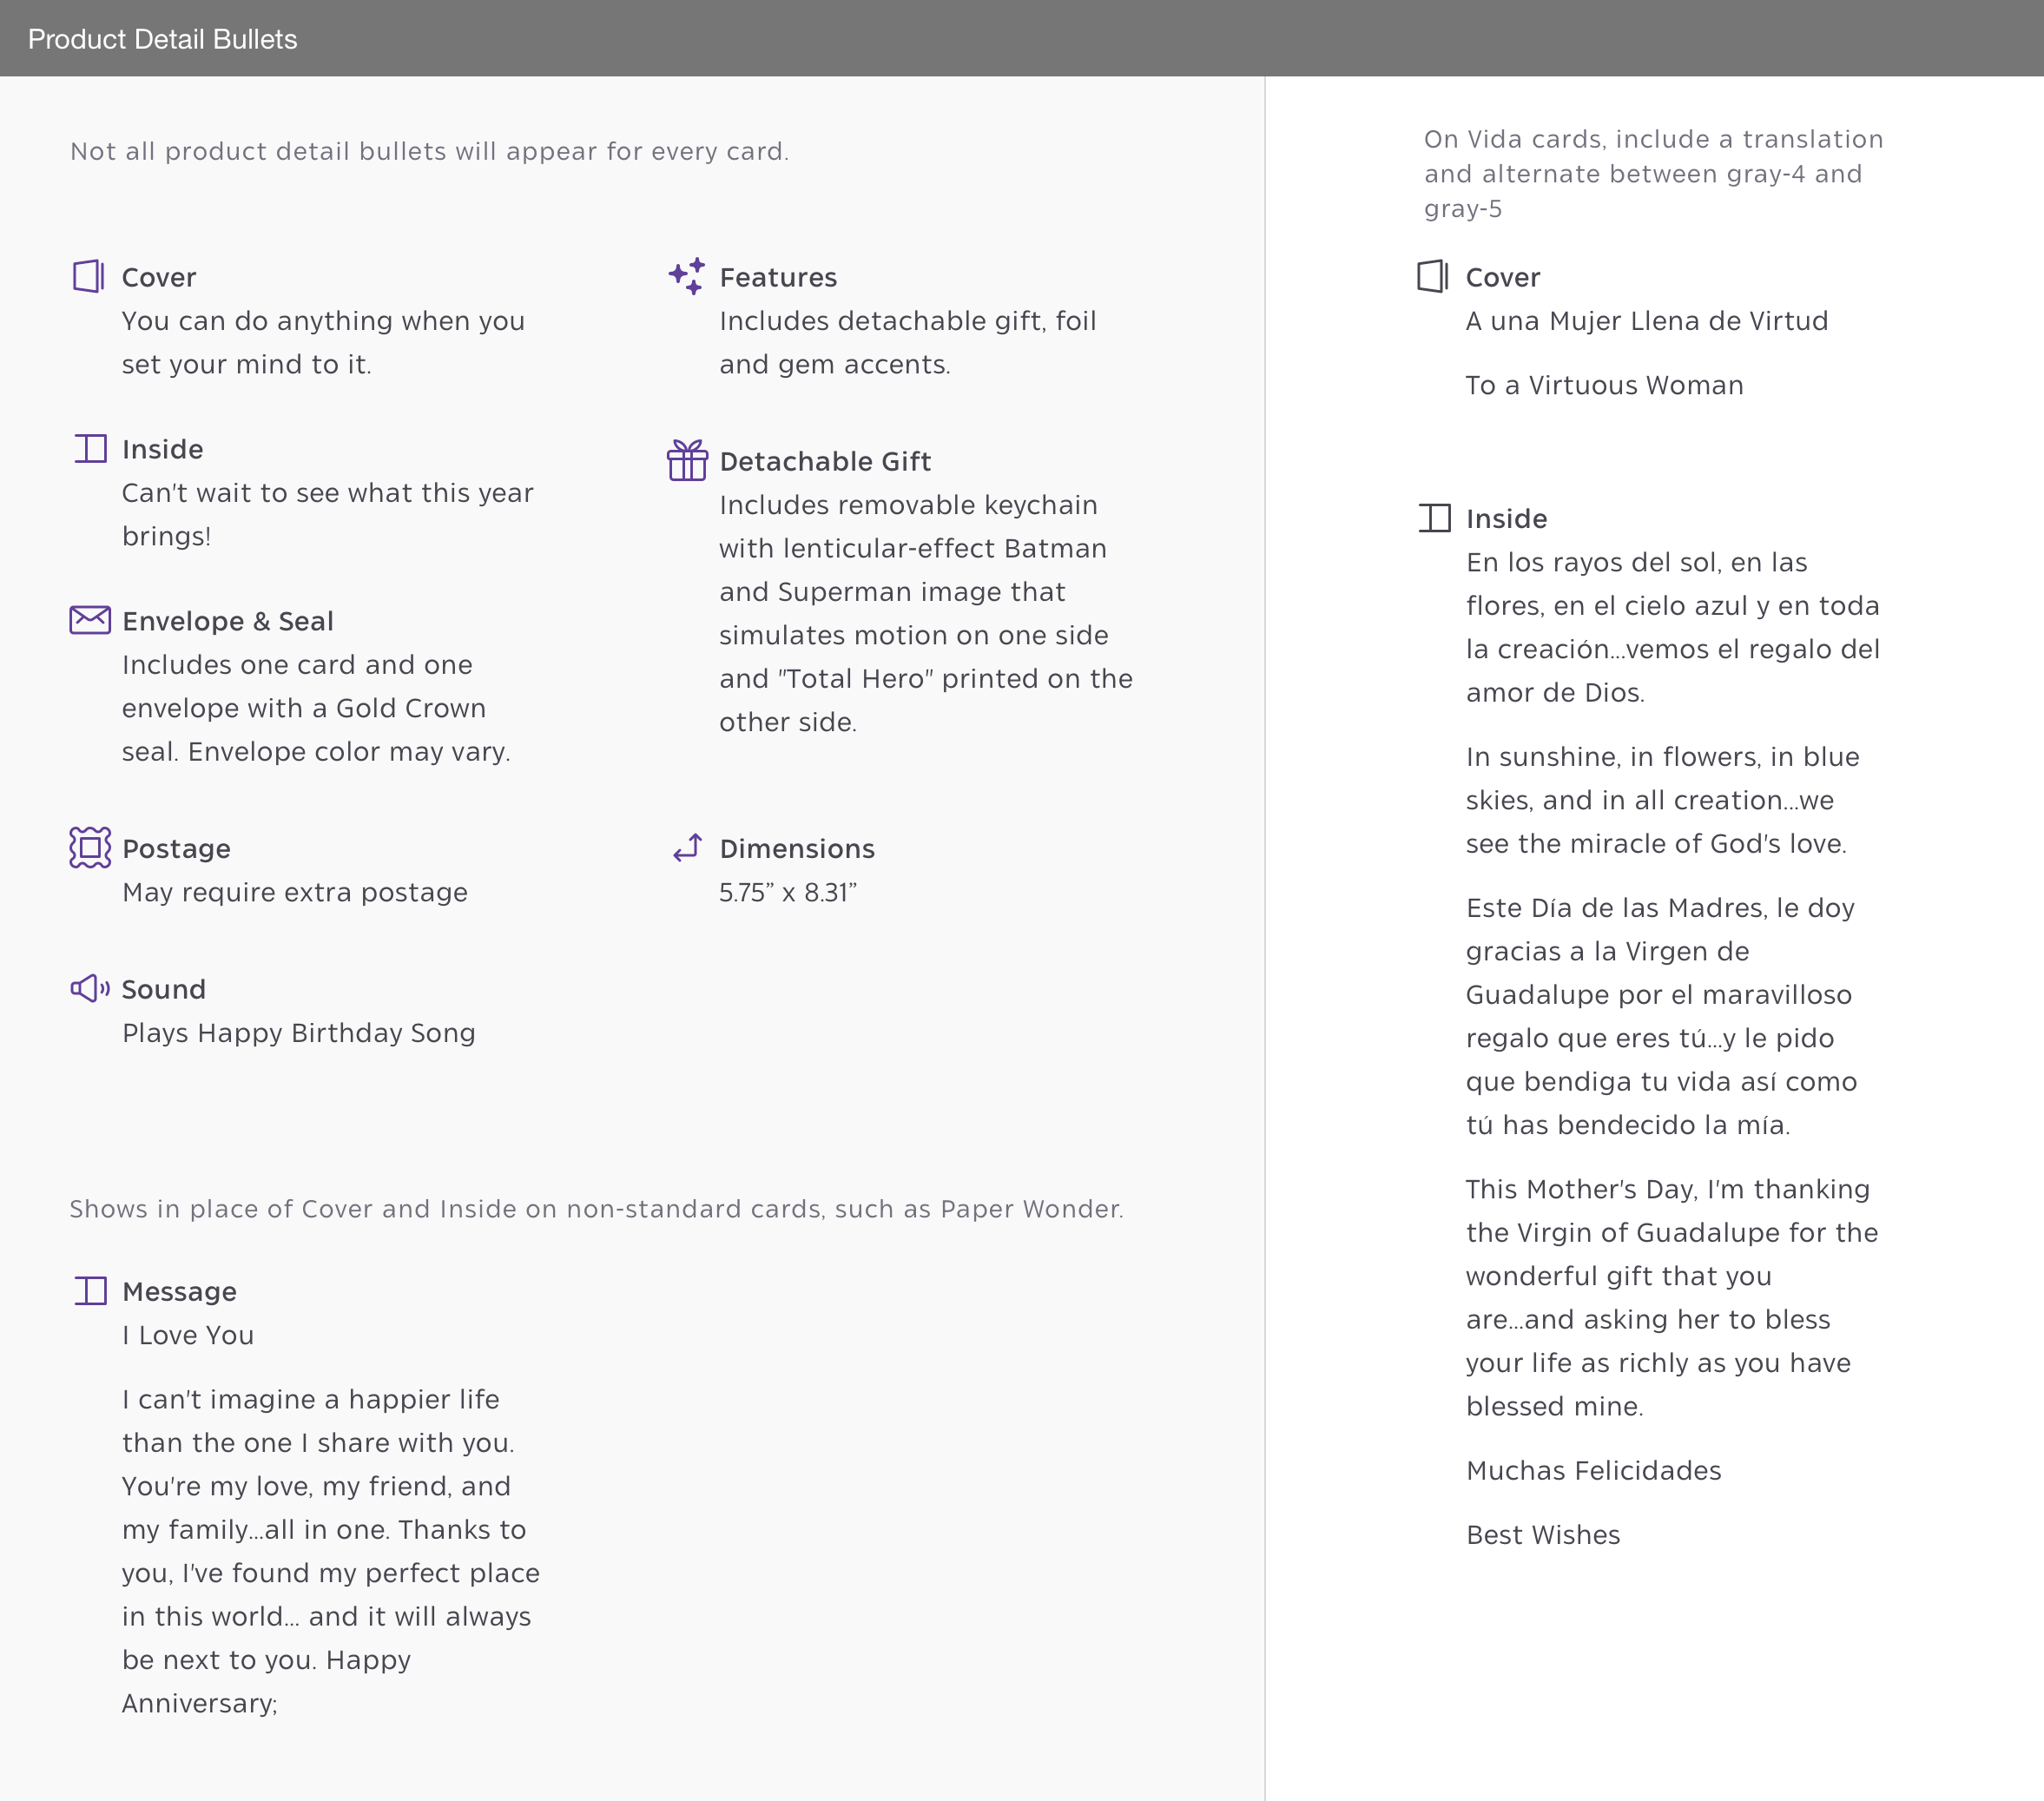 Product Detail Bullets
Not all product detail bullets will appear for every card.
Cover
You can do anything when you
set your mind to it.
Inside
Can't wait to see what this year
brings!
Envelope & Seal
Includes one card and one
envelope with a Gold Crown
seal. Envelope color may vary.
Postage
May require extra postage
Sound
Plays Happy Birthday Song
Features
Includes detachable gift, foil
and gem accents.
Detachable Gift
Includes removable keychain
with lenticular-effect Batman
and Superman image that
simulates motion on one side
and "Total Hero" printed on the
other side.
Dimensions
5.75” x 8.31”
Shows in place of Cover and Inside on non-standard cards, such as Paper Wonder.
Message
I Love You
I can't imagine a happier life
than the one I share with you.
You're my love, my friend, and
my family...all in one. Thanks to
you, I've found my perfect place
in this world... and it will always
be next to you. Happy
Anniversary;
On Vida cards, include a translation
and alternate between gray-4 and
gray-5
Cover
A una Mujer Llena de Virtud
To a Virtuous Woman
Inside
En los rayos del sol, en las
flores, en el cielo azul y en toda
la creación...vemos el regalo del
amor de Dios.
In sunshine, in flowers, in blue
skies, and in all creation...we
see the miracle of God's love.
Este Día de las Madres, le doy
gracias a la Virgen de
Guadalupe por el maravilloso
regalo que eres tú...y le pido
que bendiga tu vida así como
tú has bendecido la mía.
This Mother's Day, I'm thanking
the Virgin of Guadalupe for the
wonderful gift that you
are...and asking her to bless
your life as richly as you have
blessed mine.
Muchas Felicidades
Best Wishes